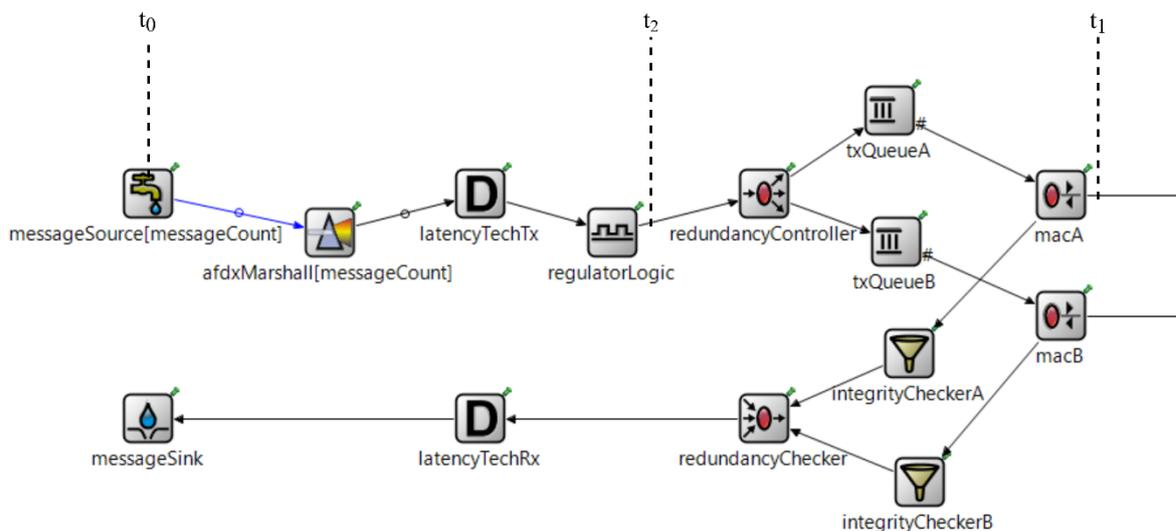 t0
t2
t1
txQueueA
#
messageSource[messageCount]
D
latencyTechTx
redundancyController
macA
afdxMarshall[messageCount]
regulatorLogic
#
txQueueB
macB
integrityCheckerA
D
messageSink
latencyTechRx
redundancyChecker
integrityCheckerB